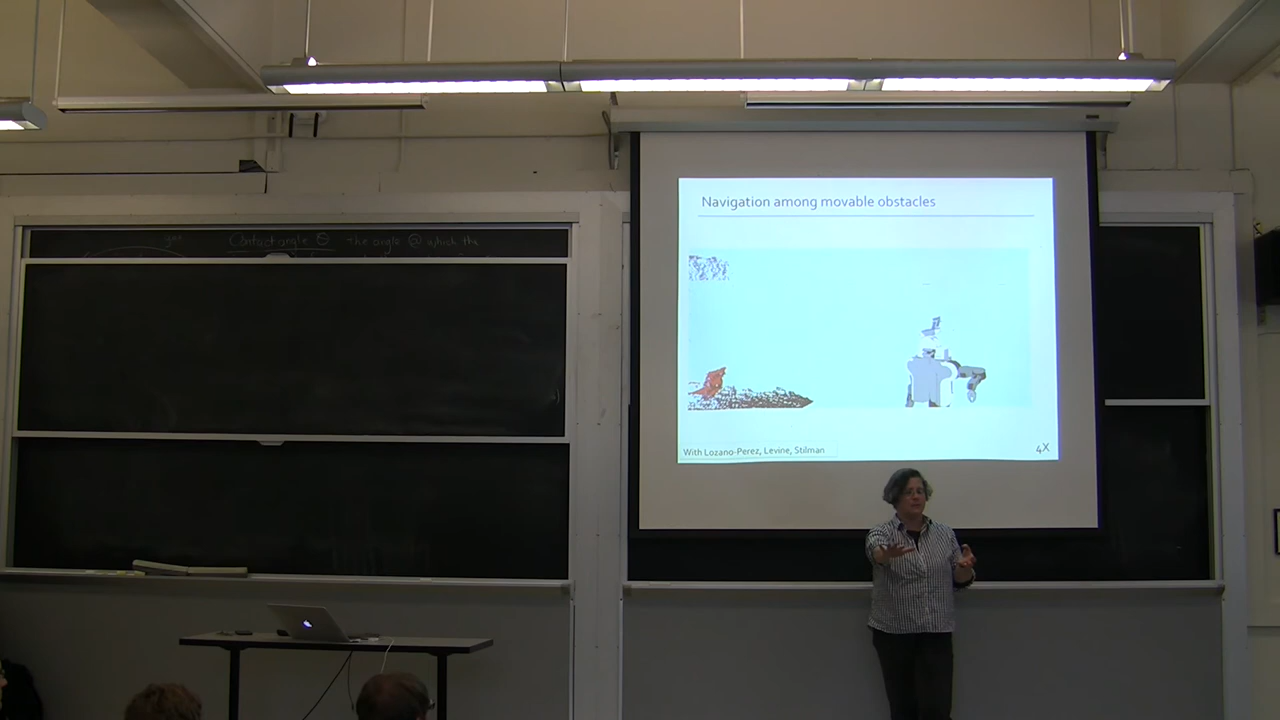 Contact angle Θ The angle @ which the
Navigation among movable obstacles
With Lozano-Perez, Levine, Stilman
4X